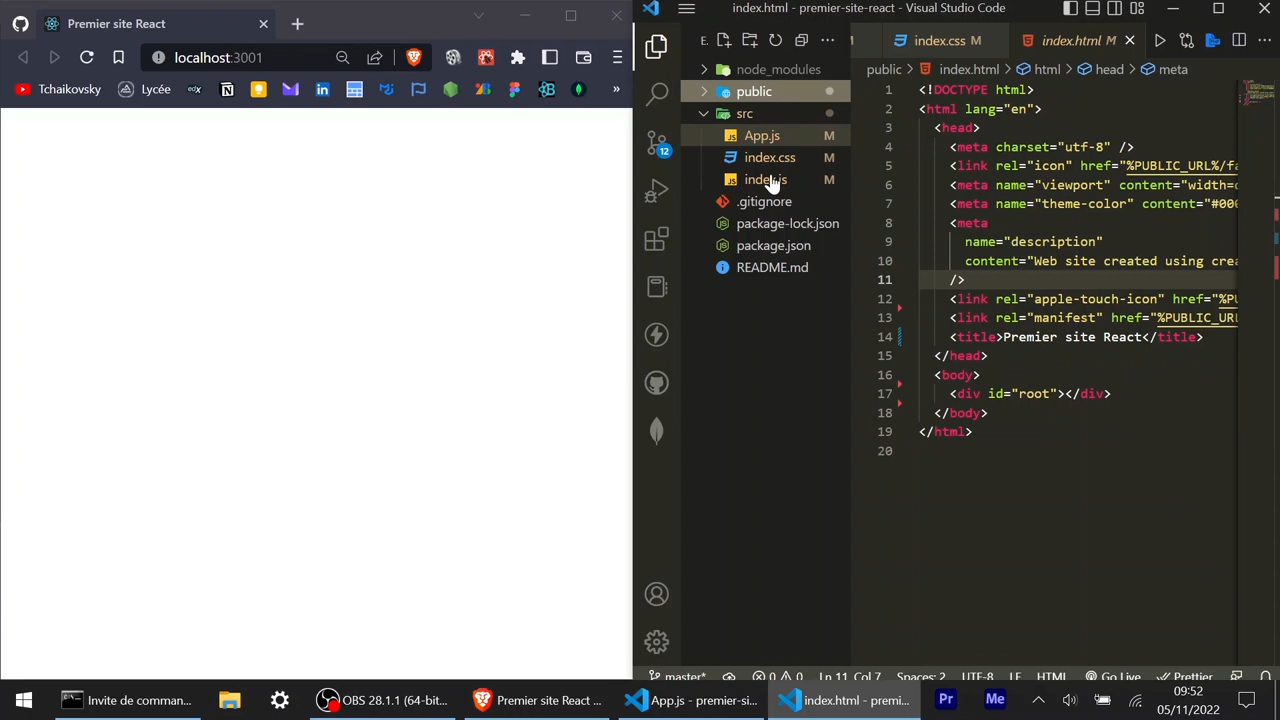 Premier site React
localhost:3001
Tchaikovsky
Lycée
»
index.html - premier-site-react - Visual Studio Code
E.
node_modules
public
src
App.js M
index.css M
index.js M
.gitignore
package-lock.json
package.json
README.md
12
index.css M
index.html M
public > index.html > html > head > meta
1 <!DOCTYPE html>
2 <html lang="en">
3 <head>
4 <meta charset="utf-8" />
5 <link rel="icon" href="%PUBLIC_URL%/fa
6 <meta name="viewport" content="width=d
7 <meta name="theme-color" content="#000
8 <meta
9 name="description"
10 content="Web site created using crea
11 />
12 <link rel="apple-touch-icon" href="%PU
13 <link rel="manifest" href="%PUBLIC_URL
14 <title>Premier site React</title>
15 </head>
16 <body>
17 <div id="root"></div>
18 </body>
19 </html>
20
master* 0 0 Ln 11, Col 7 Spaces: 2 UTF-8 LF HTML Go Live Prettier
Invite de comman...
OBS 28.1.1 (64-bit...
Premier site React ...
App.js - premier-si...
index.html - premi...
Pr
Me
09:52
05/11/2022